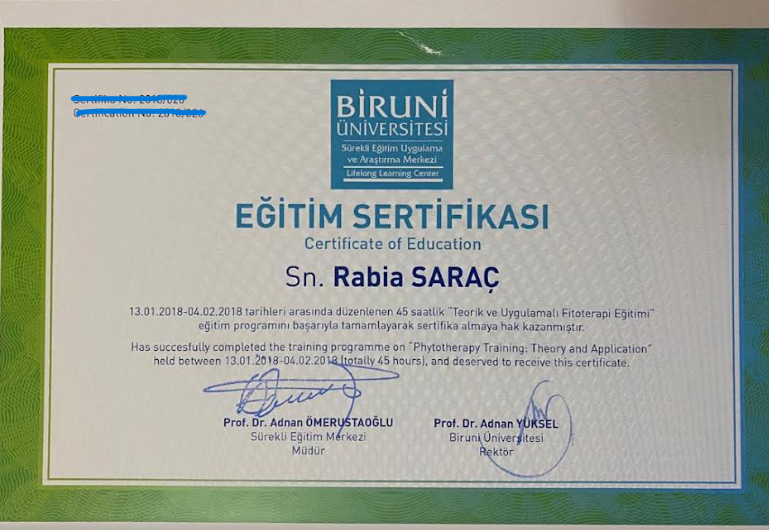 BİRUNİ
ÜNİVERSİTESİ
Sürekli Eğitim Uygulama
ve Araştırma Merkezi
Lifelong Learning Center
EĞİTİM SERTİFİKASI
Certificate of Education
Sn. Rabia SARAÇ
13.01.2018-04.02.2018 tarihleri arasında düzenlenen 45 saatlik "Teorik ve Uygulamalı Fitoterapi Eğitimi"
eğitim programını başarıyla tamamlayarak sertifika almaya hak kazanmıştır.
Has succesfully completed the training programme on "Phytotherapy Training: Theory and Application"
held between 13.01.2018-04.02.2018 (totally 45 hours), and deserved to receive this certificate.
Prof. Dr. Adnan ÖMERUSTAOĞLU
Sürekli Eğitim Merkezi
Müdür
Prof. Dr. Adnan YÜKSEL
Biruni Üniversitesi
Rektör